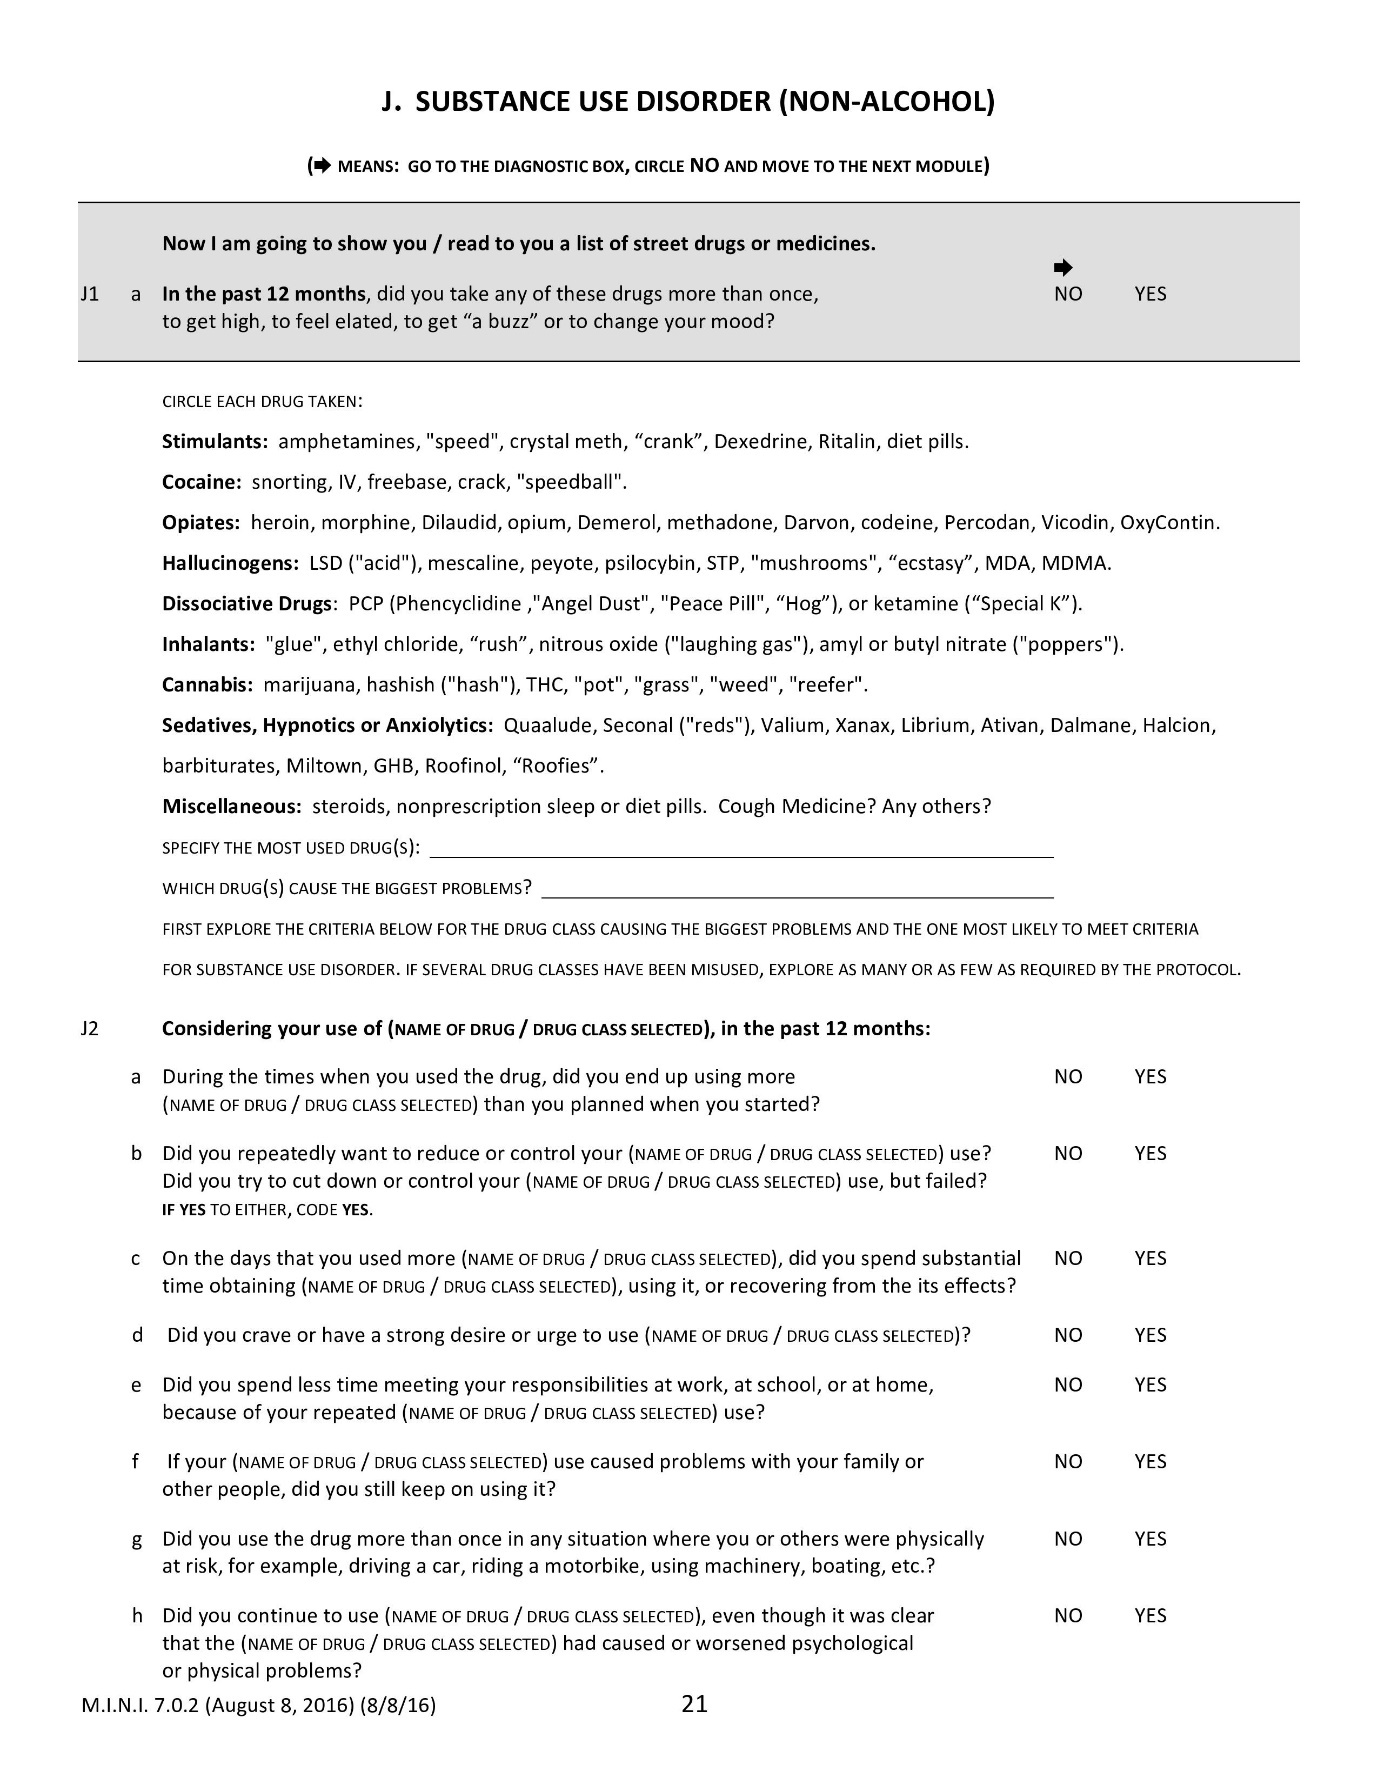 J. SUBSTANCE USE DISORDER (NON-ALCOHOL)
(➡ MEANS: GO TO THE DIAGNOSTIC BOX, CIRCLE NO AND MOVE TO THE NEXT MODULE)
Now I am going to show you / read to you a list of street drugs or medicines.
➡
J1 a In the past 12 months, did you take any of these drugs more than once, NO YES
to get high, to feel elated, to get “a buzz” or to change your mood?
CIRCLE EACH DRUG TAKEN:
Stimulants: amphetamines, "speed", crystal meth, “crank”, Dexedrine, Ritalin, diet pills.
Cocaine: snorting, IV, freebase, crack, "speedball".
Opiates: heroin, morphine, Dilaudid, opium, Demerol, methadone, Darvon, codeine, Percodan, Vicodin, OxyContin.
Hallucinogens: LSD ("acid"), mescaline, peyote, psilocybin, STP, "mushrooms", “ecstasy”, MDA, MDMA.
Dissociative Drugs: PCP (Phencyclidine ,"Angel Dust", "Peace Pill", “Hog”), or ketamine (“Special K”).
Inhalants: "glue", ethyl chloride, “rush”, nitrous oxide ("laughing gas"), amyl or butyl nitrate ("poppers").
Cannabis: marijuana, hashish ("hash"), THC, "pot", "grass", "weed", "reefer".
Sedatives, Hypnotics or Anxiolytics: Quaalude, Seconal ("reds"), Valium, Xanax, Librium, Ativan, Dalmane, Halcion,
barbiturates, Miltown, GHB, Roofinol, “Roofies”.
Miscellaneous: steroids, nonprescription sleep or diet pills. Cough Medicine? Any others?
SPECIFY THE MOST USED DRUG(S):
WHICH DRUG(S) CAUSE THE BIGGEST PROBLEMS?
FIRST EXPLORE THE CRITERIA BELOW FOR THE DRUG CLASS CAUSING THE BIGGEST PROBLEMS AND THE ONE MOST LIKELY TO MEET CRITERIA
FOR SUBSTANCE USE DISORDER. IF SEVERAL DRUG CLASSES HAVE BEEN MISUSED, EXPLORE AS MANY OR AS FEW AS REQUIRED BY THE PROTOCOL.
J2 Considering your use of (NAME OF DRUG / DRUG CLASS SELECTED), in the past 12 months:
a During the times when you used the drug, did you end up using more NO YES
(NAME OF DRUG / DRUG CLASS SELECTED) than you planned when you started?
b Did you repeatedly want to reduce or control your (NAME OF DRUG / DRUG CLASS SELECTED) use? NO YES
Did you try to cut down or control your (NAME OF DRUG / DRUG CLASS SELECTED) use, but failed?
IF YES TO EITHER, CODE YES.
c On the days that you used more (NAME OF DRUG / DRUG CLASS SELECTED), did you spend substantial NO YES
time obtaining (NAME OF DRUG / DRUG CLASS SELECTED), using it, or recovering from the its effects?
d Did you crave or have a strong desire or urge to use (NAME OF DRUG / DRUG CLASS SELECTED)? NO YES
e Did you spend less time meeting your responsibilities at work, at school, or at home, NO YES
because of your repeated (NAME OF DRUG / DRUG CLASS SELECTED) use?
f If your (NAME OF DRUG / DRUG CLASS SELECTED) use caused problems with your family or NO YES
other people, did you still keep on using it?
g Did you use the drug more than once in any situation where you or others were physically NO YES
at risk, for example, driving a car, riding a motorbike, using machinery, boating, etc.?
h Did you continue to use (NAME OF DRUG / DRUG CLASS SELECTED), even though it was clear NO YES
that the (NAME OF DRUG / DRUG CLASS SELECTED) had caused or worsened psychological
or physical problems?
M.I.N.I. 7.0.2 (August 8, 2016) (8/8/16) 21